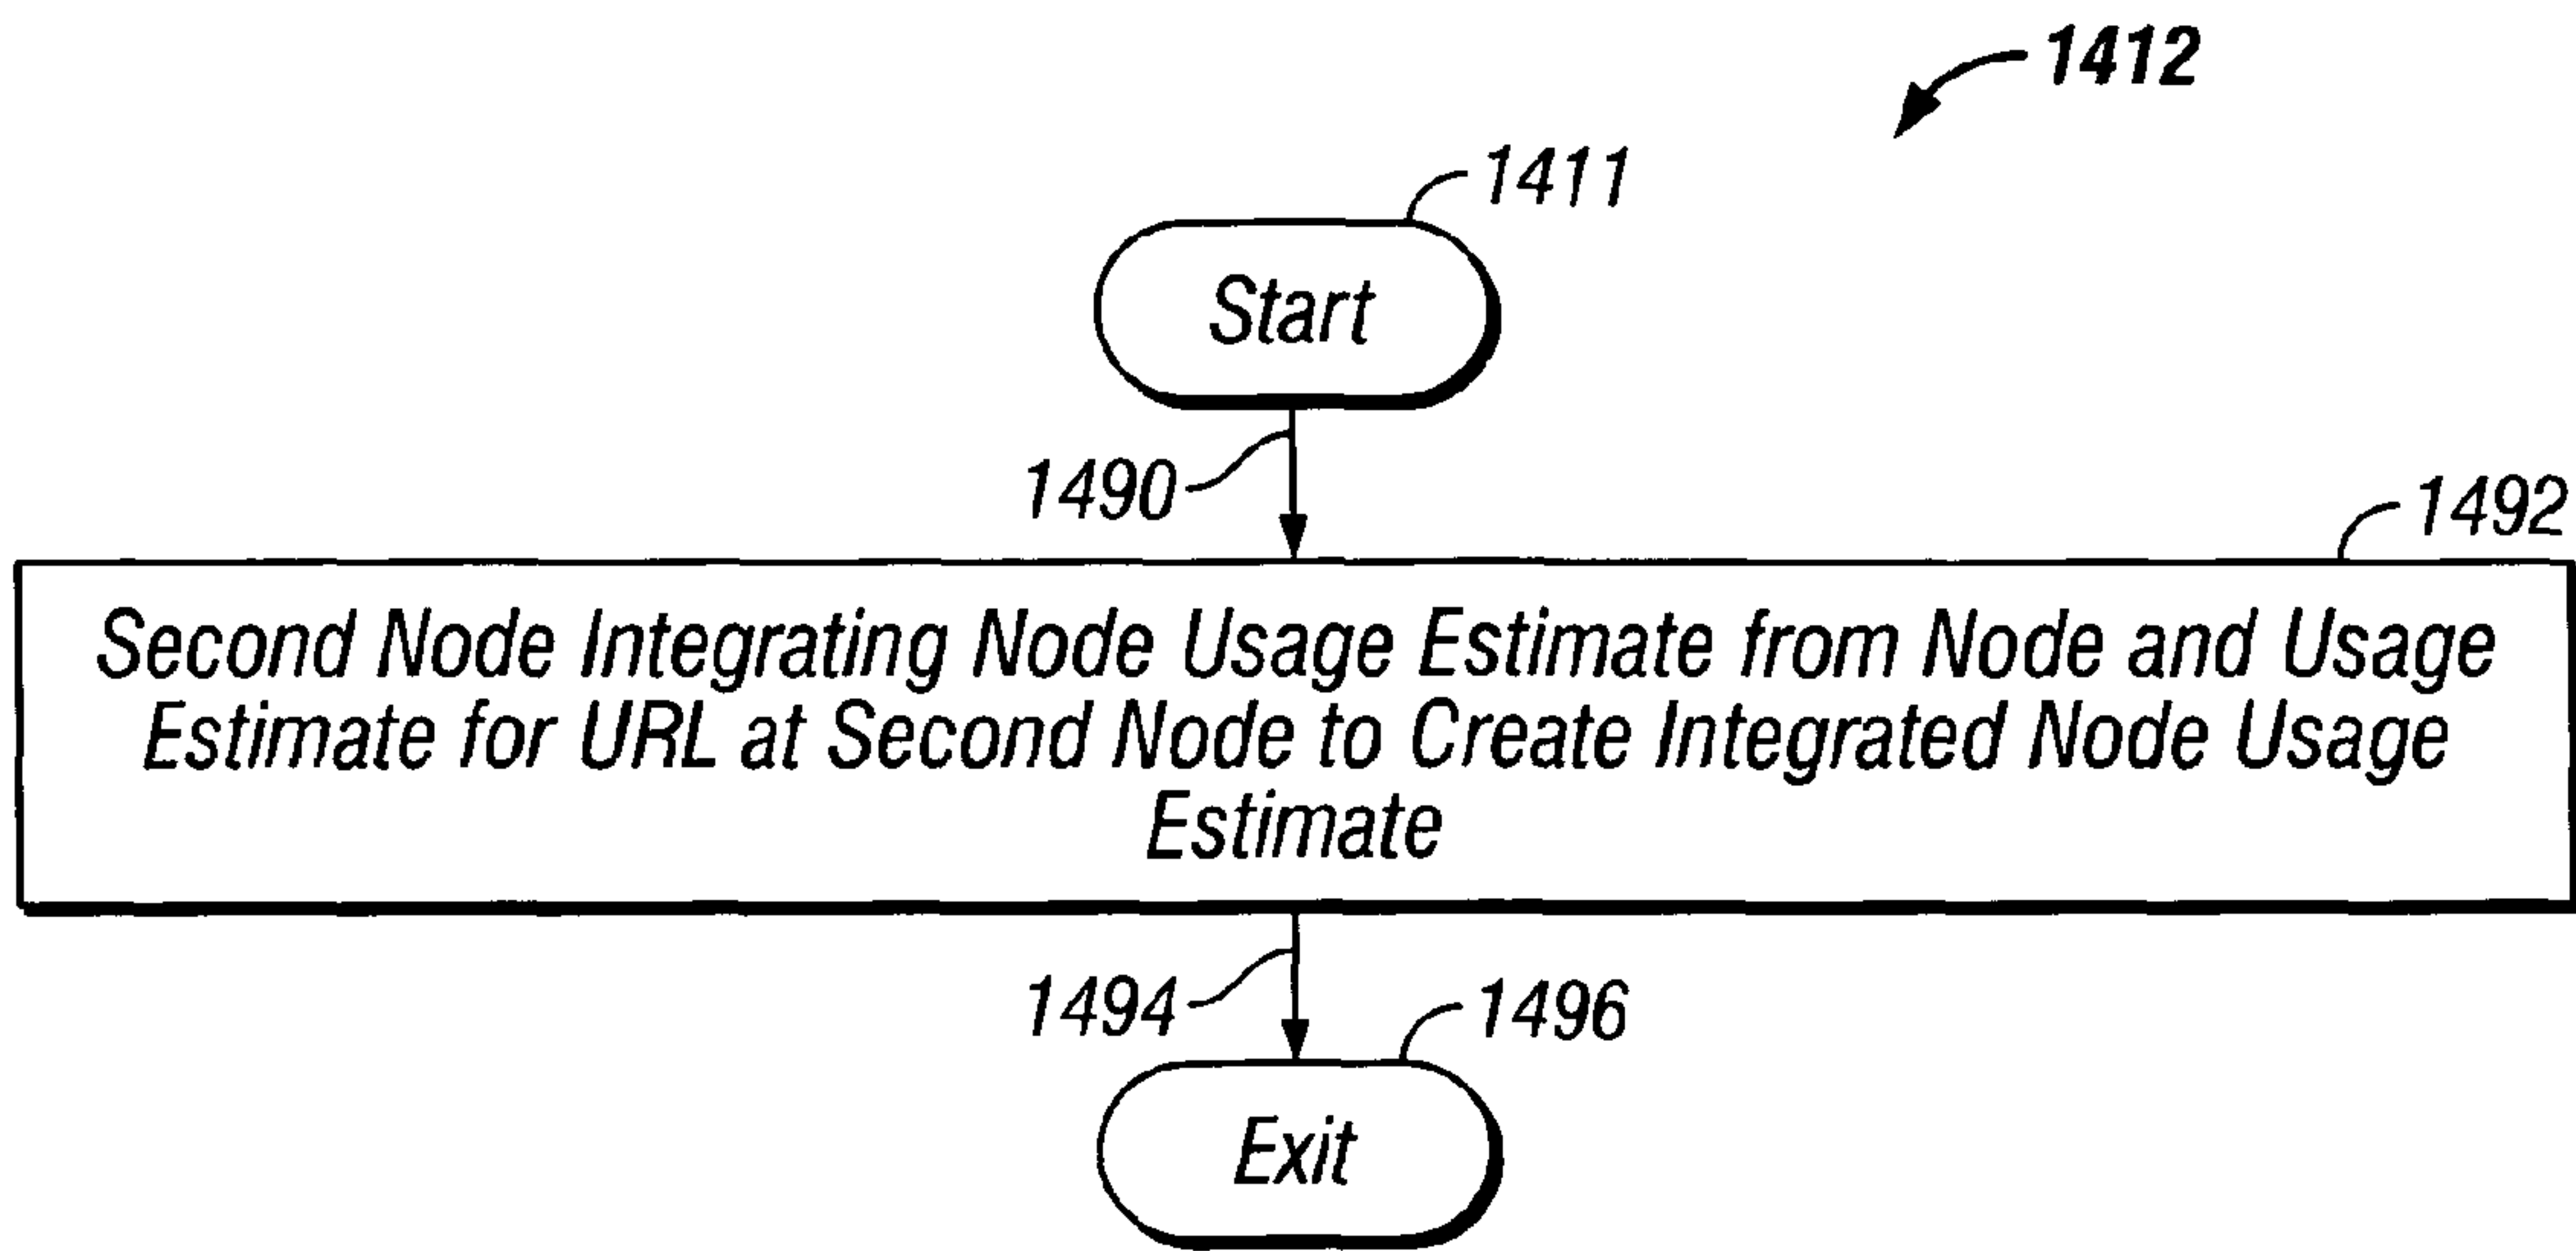 1412
1411
Start
1490
1492
Second Node Integrating Node Usage Estimate from Node and Usage
Estimate for URL at Second Node to Create Integrated Node Usage
Estimate
1494
1496
Exit